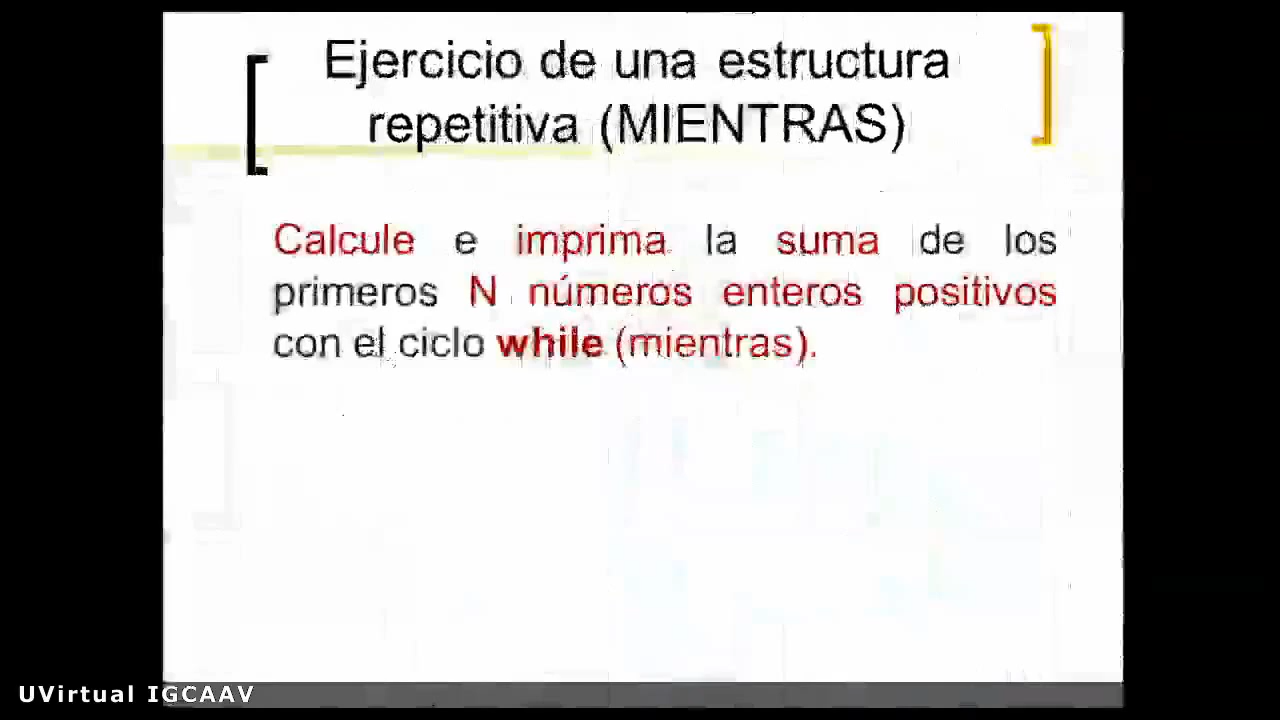 Ejercicio de una estructura
repetitiva (MIENTRAS)
Calcule e imprima la suma de los
primeros N números enteros positivos
con el ciclo while (mientras).
UVirtual IGCAAV